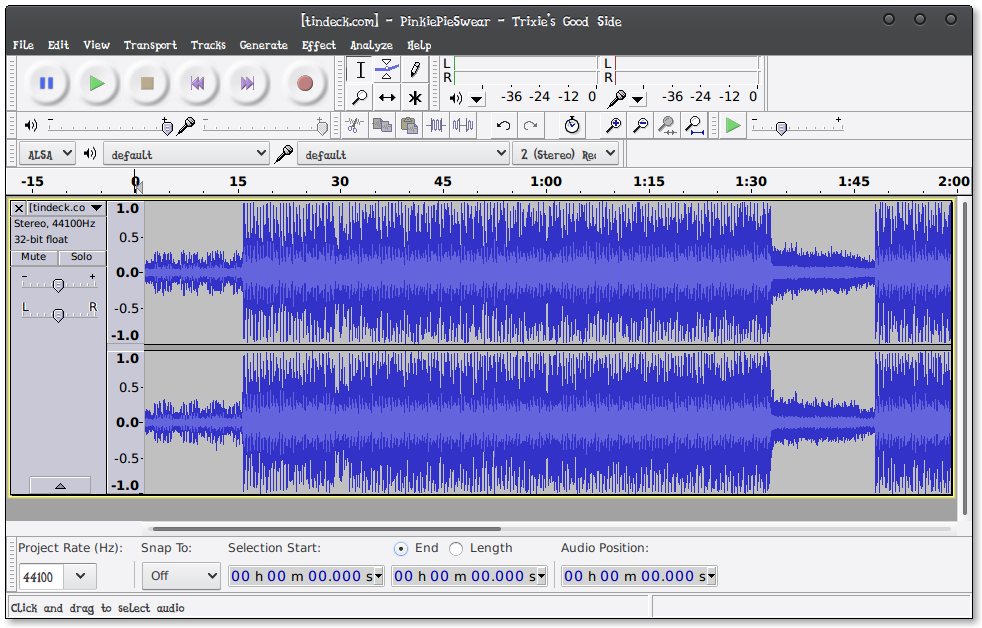 [tindeck.com] - PinkiePieSwear - Trixie's Good Side
File Edit View Transport Tracks Generate Effect Analyze Help
L L
R R
-36 -24 -12 0 -36 -24 -12 0
- + - + - +
ALSA default default 2 (Stereo) Rec
-15 0 15 30 45 1:00 1:15 1:30 1:45 2:00
[tindeck.co 1.0
Stereo, 44100Hz
32-bit float 0.5-
Mute Solo
- + 0.0-
L R -0.5-
-1.0
1.0
0.5-
0.0-
-0.5-
-1.0
Project Rate (Hz): Snap To: Selection Start: End Length Audio Position:
44100 Off 00 h 00 m 00.000 s 00 h 00 m 00.000 s 00 h 00 m 00.000 s
Click and drag to select audio